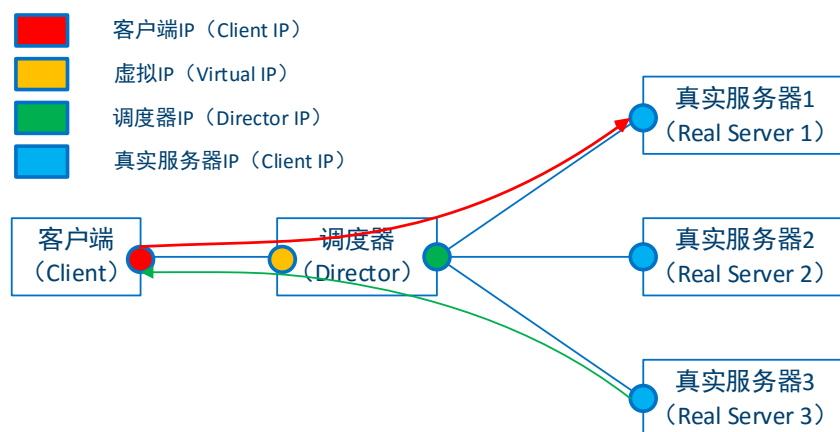 客户端IP（Client IP）
虚拟IP（Virtual IP）
调度器IP（Director IP）
真实服务器IP（Client IP）
真实服务器1
（Real Server 1）
客户端
（Client）
调度器
（Director）
真实服务器2
（Real Server 2）
真实服务器3
（Real Server 3）